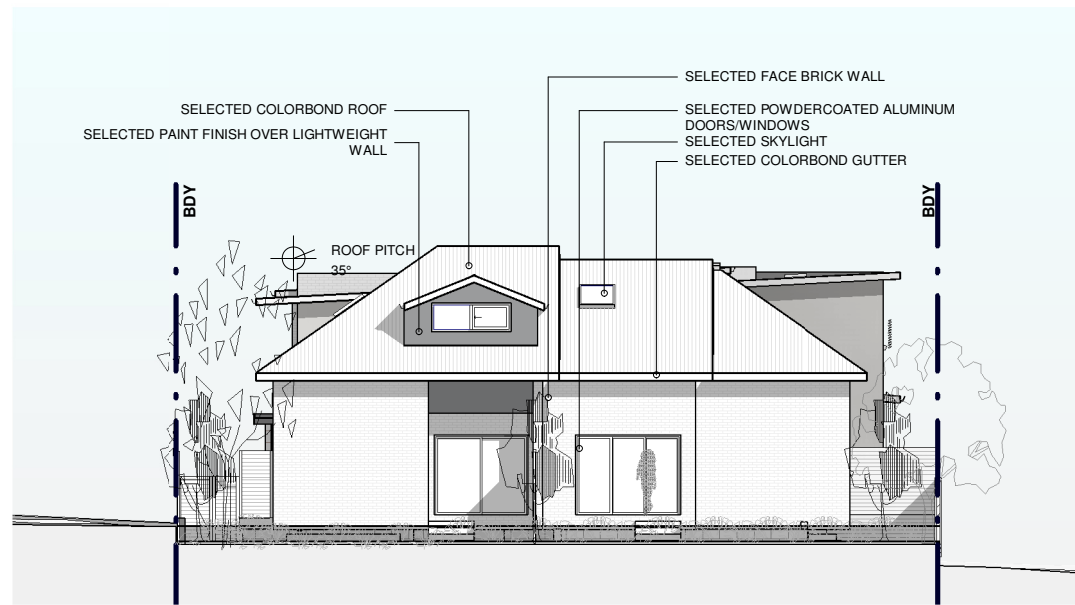 SELECTED FACE BRICK WALL
SELECTED COLORBOND ROOF
SELECTED POWDERCOATED ALUMINUM
DOORS/WINDOWS
SELECTED PAINT FINISH OVER LIGHTWEIGHT
WALL
SELECTED SKYLIGHT
SELECTED COLORBOND GUTTER
BDY
BDY
ROOF PITCH
35°